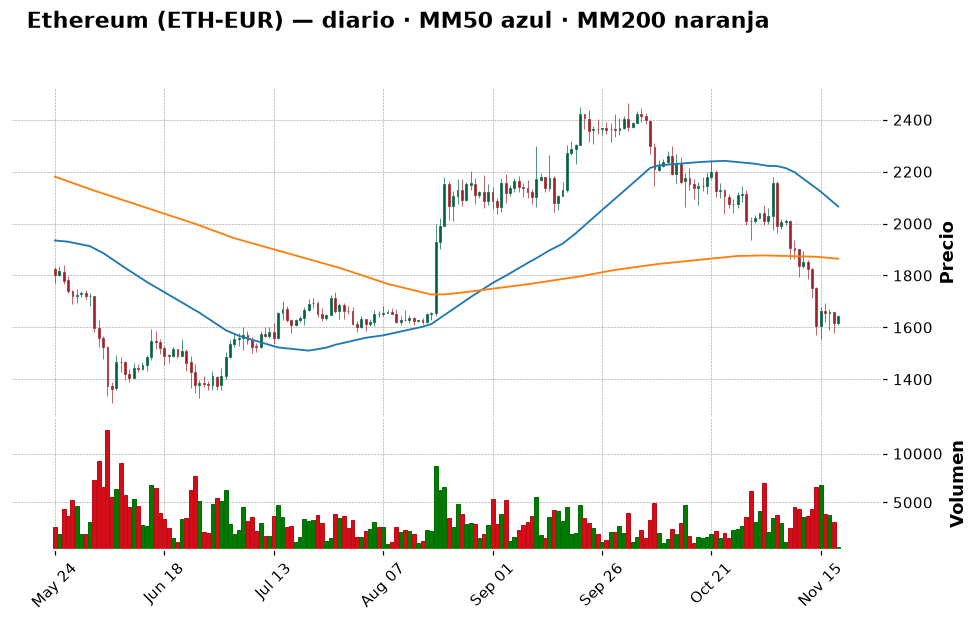 Ethereum (ETH-EUR) — diario · MM50 azul · MM200 naranja
2400
2200
2000
1800
1600
1400
Precio
10000
5000
Volumen
May 24
Jun 18
Jul 13
Aug 07
Sep 01
Sep 26
Oct 21
Nov 15